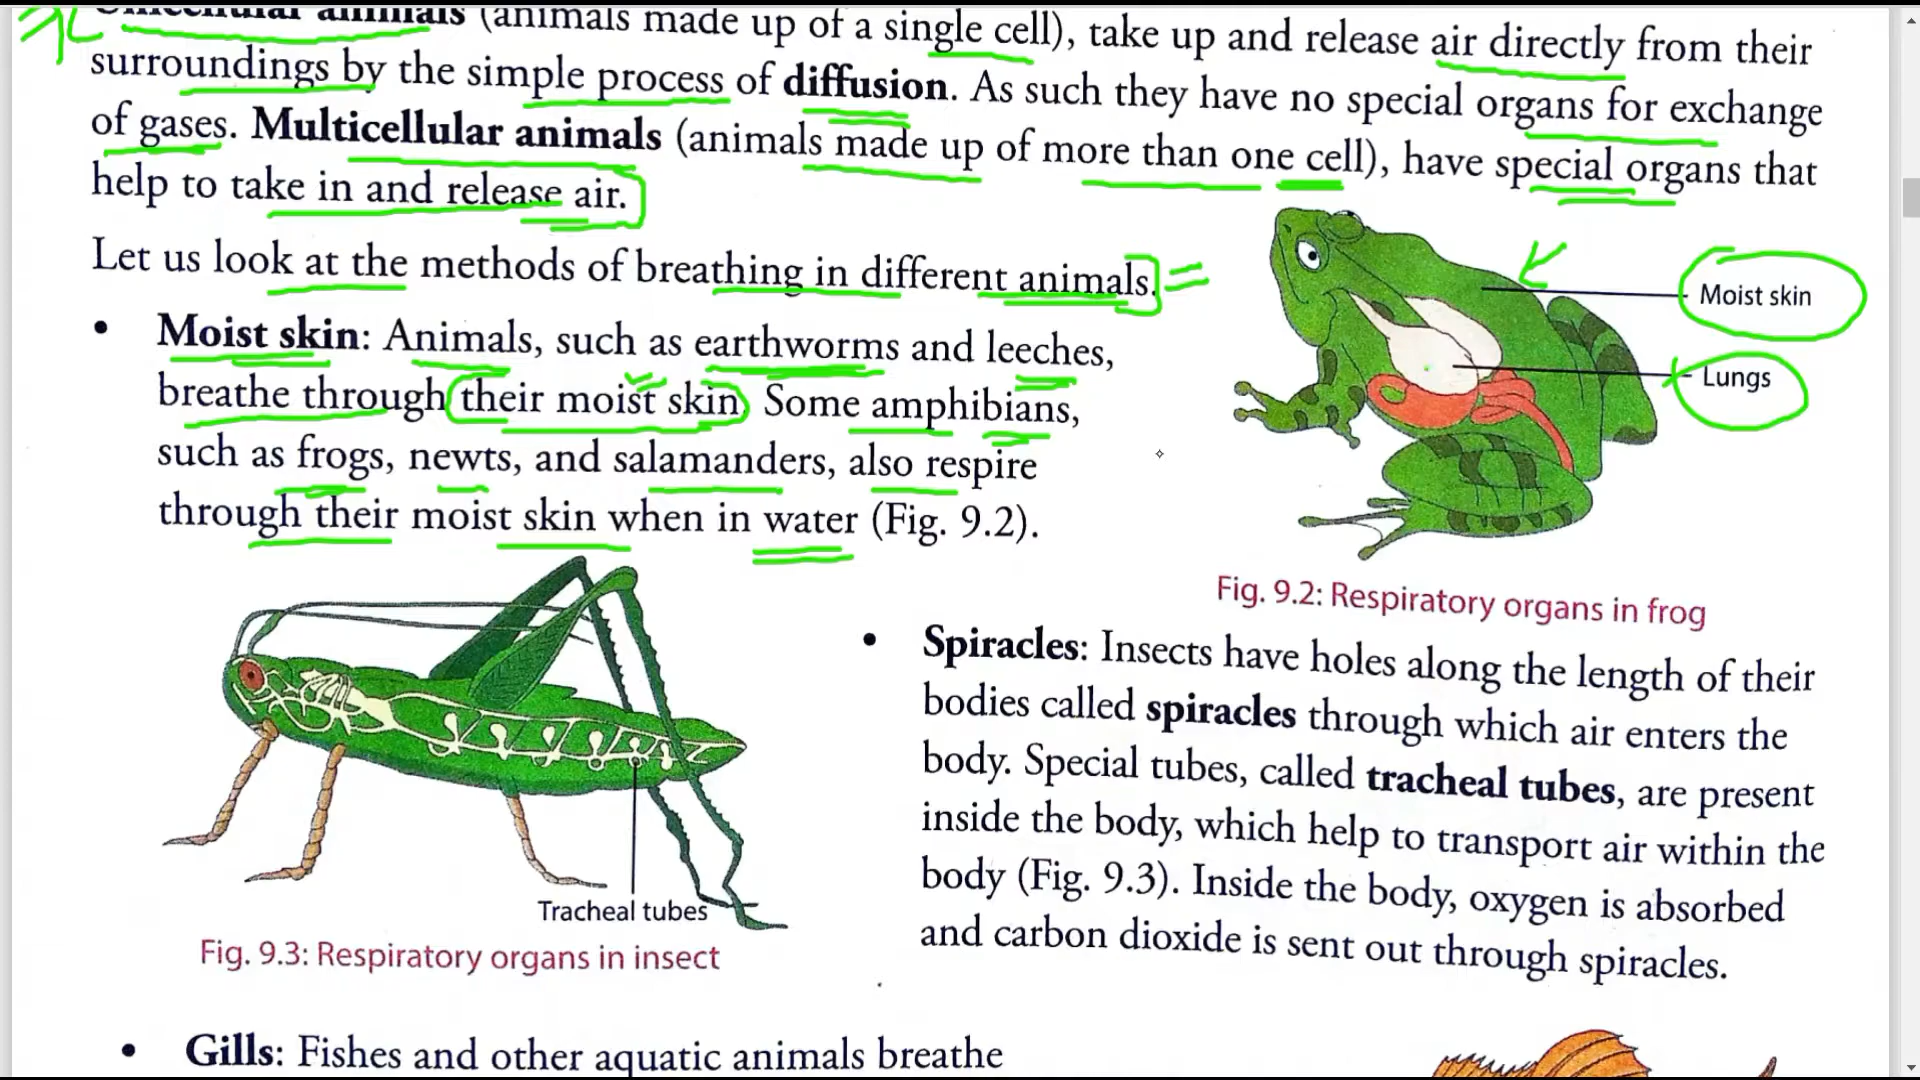 Unicellular animals (animals made up of a single cell), take up and release air directly from their
surroundings by the simple process of diffusion. As such they have no special organs for exchange
of gases. Multicellular animals (animals made up of more than one cell), have special organs that
help to take in and release air.
Let us look at the methods of breathing in different animals.
• Moist skin: Animals, such as earthworms and leeches,
breathe through their moist skin. Some amphibians,
such as frogs, newts, and salamanders, also respire
through their moist skin when in water (Fig. 9.2).
Moist skin
Lungs
Fig. 9.2: Respiratory organs in frog
Tracheal tubes
Fig. 9.3: Respiratory organs in insect
• Spiracles: Insects have holes along the length of their
bodies called spiracles through which air enters the
body. Special tubes, called tracheal tubes, are present
inside the body, which help to transport air within the
body (Fig. 9.3). Inside the body, oxygen is absorbed
and carbon dioxide is sent out through spiracles.
• Gills: Fishes and other aquatic animals breathe